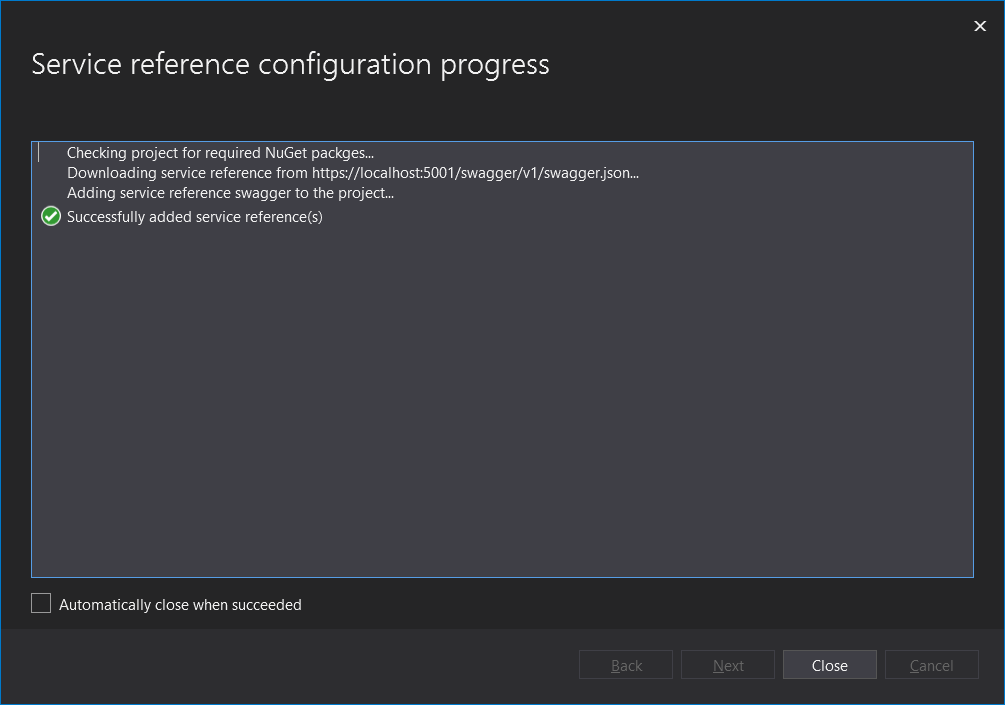 Service reference configuration progress
Checking project for required NuGet packges...
Downloading service reference from https://localhost:5001/swagger/v1/swagger.json...
Adding service reference swagger to the project...
Successfully added service reference(s)
Automatically close when succeeded
Back Next Close Cancel